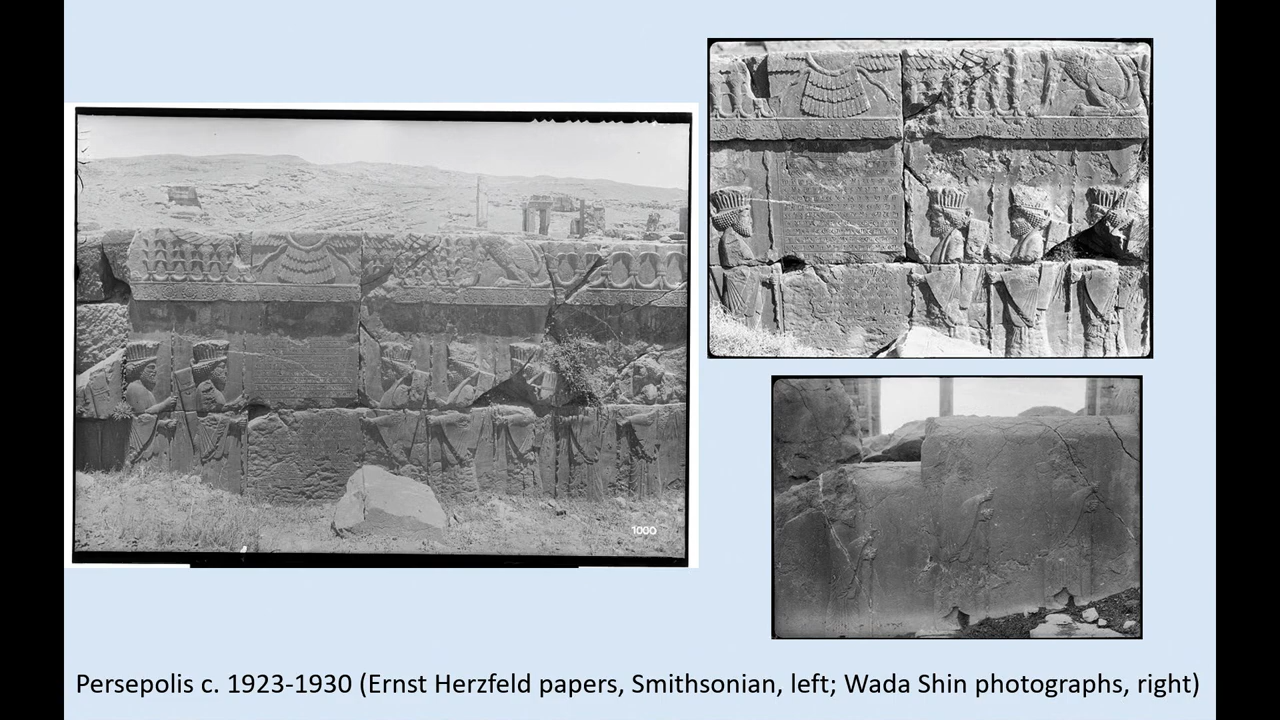 1000
Persepolis c. 1923-1930 (Ernst Herzfeld papers, Smithsonian, left; Wada Shin photographs, right)